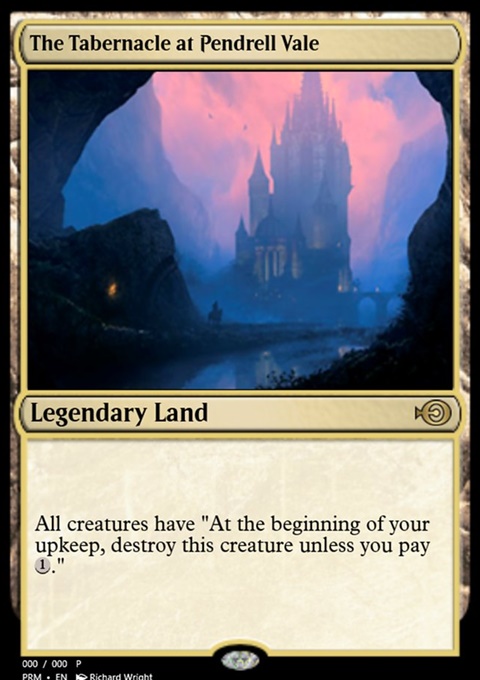 The Tabernacle at Pendrell Vale
Legendary Land
All creatures have "At the beginning of your
upkeep, destroy this creature unless you pay
1."
000 / 000 P
PRM • EN Richard Wright